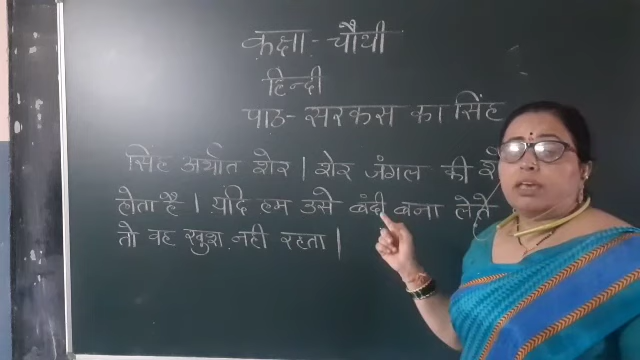 कक्षा - चौथी
हिन्दी
पाठ- सरकस का सिंह
सिंह अर्थात शेर । शेर जंगल की
लेता है । यदि हम उसे बंदी बना लेते
तो वह खुश नही रहता ।